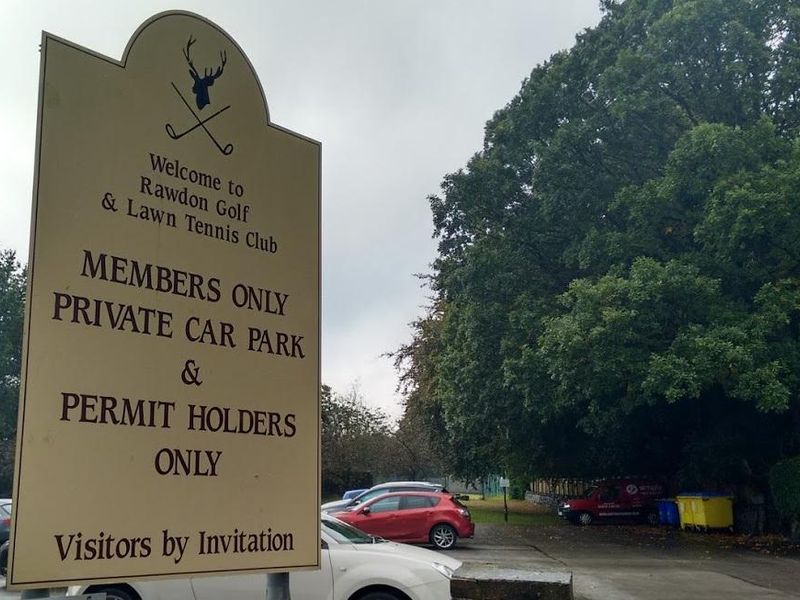 Welcome to
Rawdon Golf
& Lawn Tennis Club
MEMBERS ONLY
PRIVATE CAR PARK
&
PERMIT HOLDERS
ONLY
Visitors by Invitation